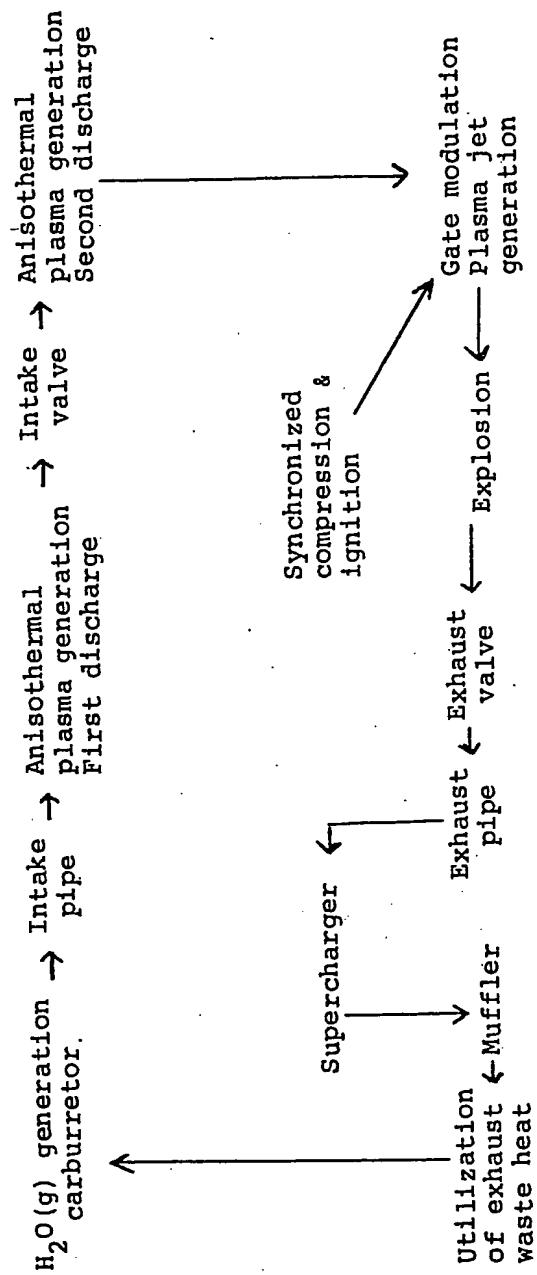 H2O(g) generation → Intake → Anisothermal → Intake → Anisothermal
carburretor. pipe plasma generation valve plasma generation
First discharge Second discharge
Synchronized
compression &
ignition
Gate modulation
Plasma jet
generation
Explosion
Exhaust
valve
Exhaust
pipe
Supercharger
Muffler
Utilization
of exhaust
waste heat